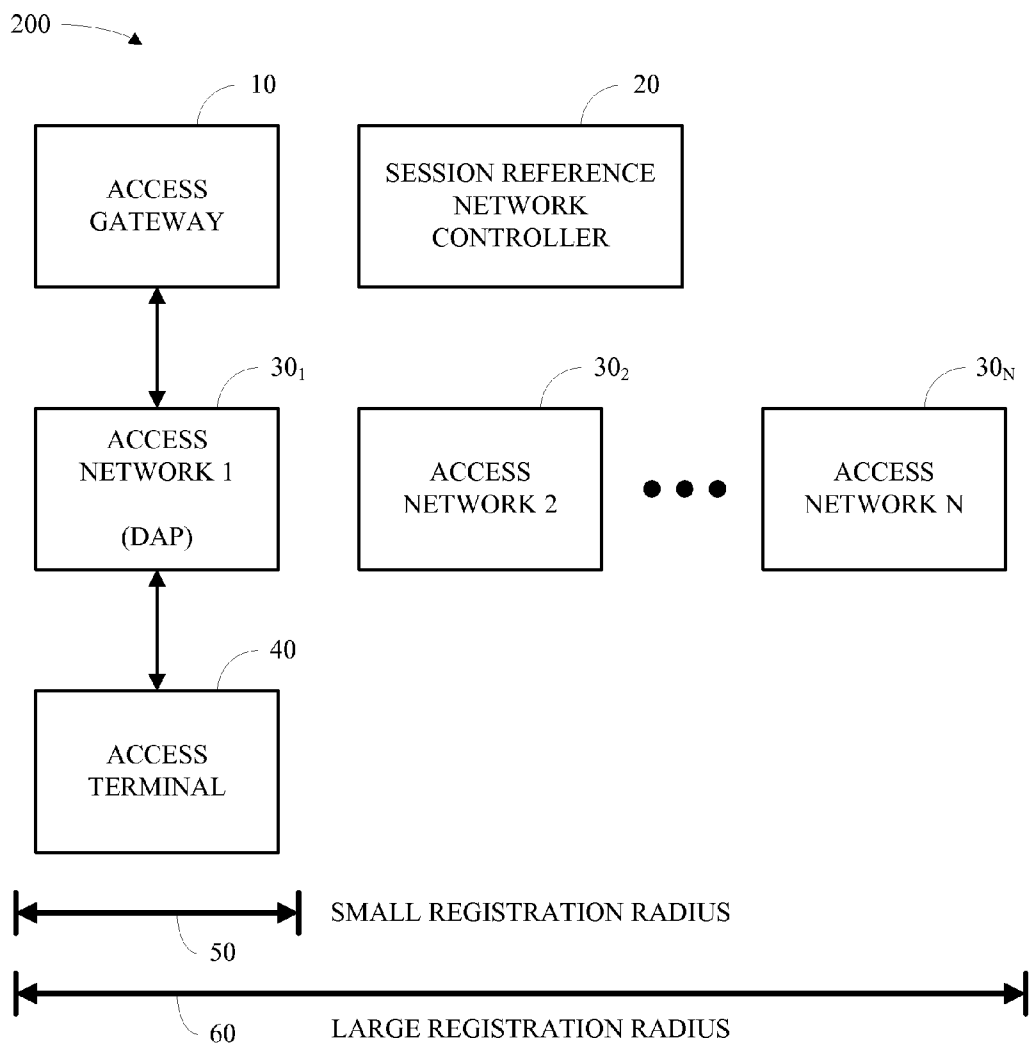 200
10
20
ACCESS
GATEWAY
SESSION REFERENCE
NETWORK
CONTROLLER
30₁
30₂
30N
ACCESS
NETWORK 1
(DAP)
ACCESS
NETWORK 2
ACCESS
NETWORK N
40
ACCESS
TERMINAL
SMALL REGISTRATION RADIUS
50
60
LARGE REGISTRATION RADIUS